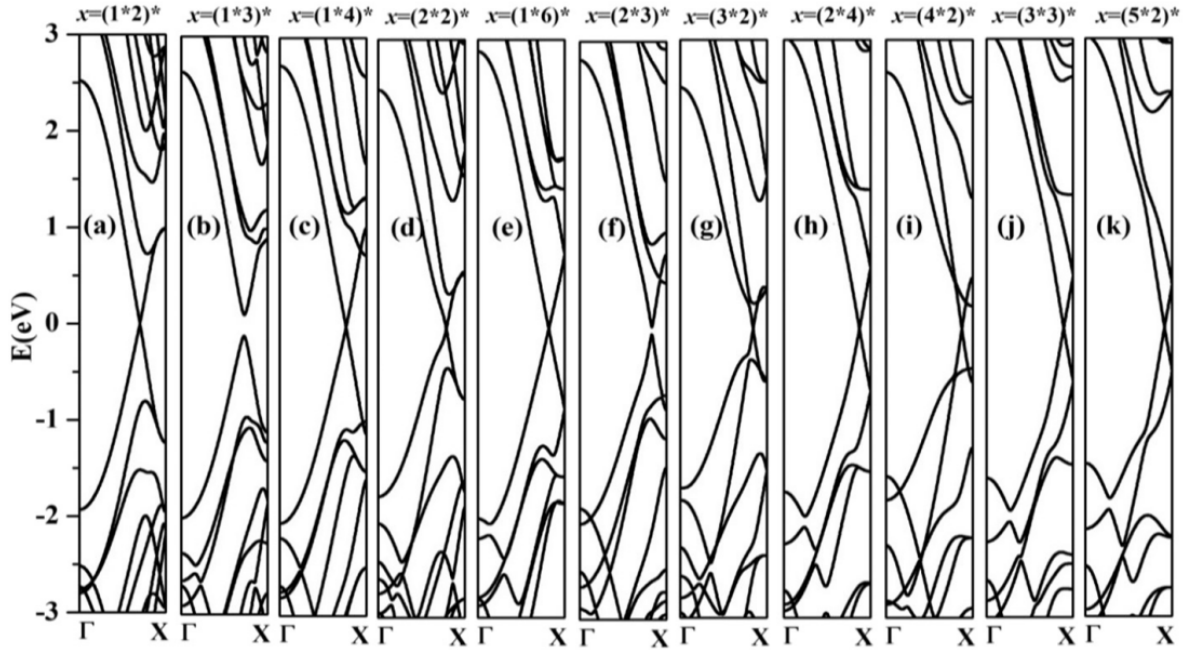 x=(1*2)* x=(1*3)* x=(1*4)* x=(2*2)* x=(1*6)* x=(2*3)* x=(3*2)* x=(2*4)* x=(4*2)* x=(3*3)* x=(5*2)*
3
2
1
0
-1
-2
-3
E(eV)
(a) (b) (c) (d) (e) (f) (g) (h) (i) (j) (k)
Γ X Γ X Γ X Γ X Γ X Γ X Γ X Γ X Γ X Γ X Γ X